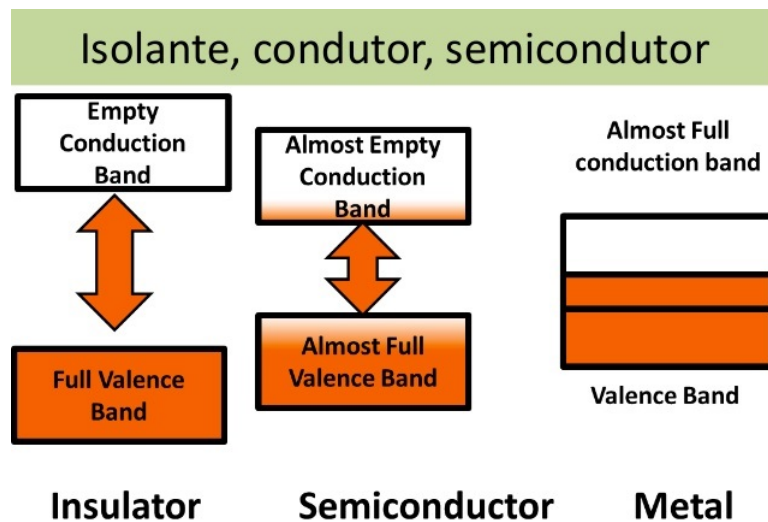 Isolante, condutor, semicondutor
Empty
Conduction
Band
Full Valence
Band
Insulator
Almost Empty
Conduction
Band
Almost Full
Valence Band
Semiconductor
Almost Full
conduction band
Valence Band
Metal